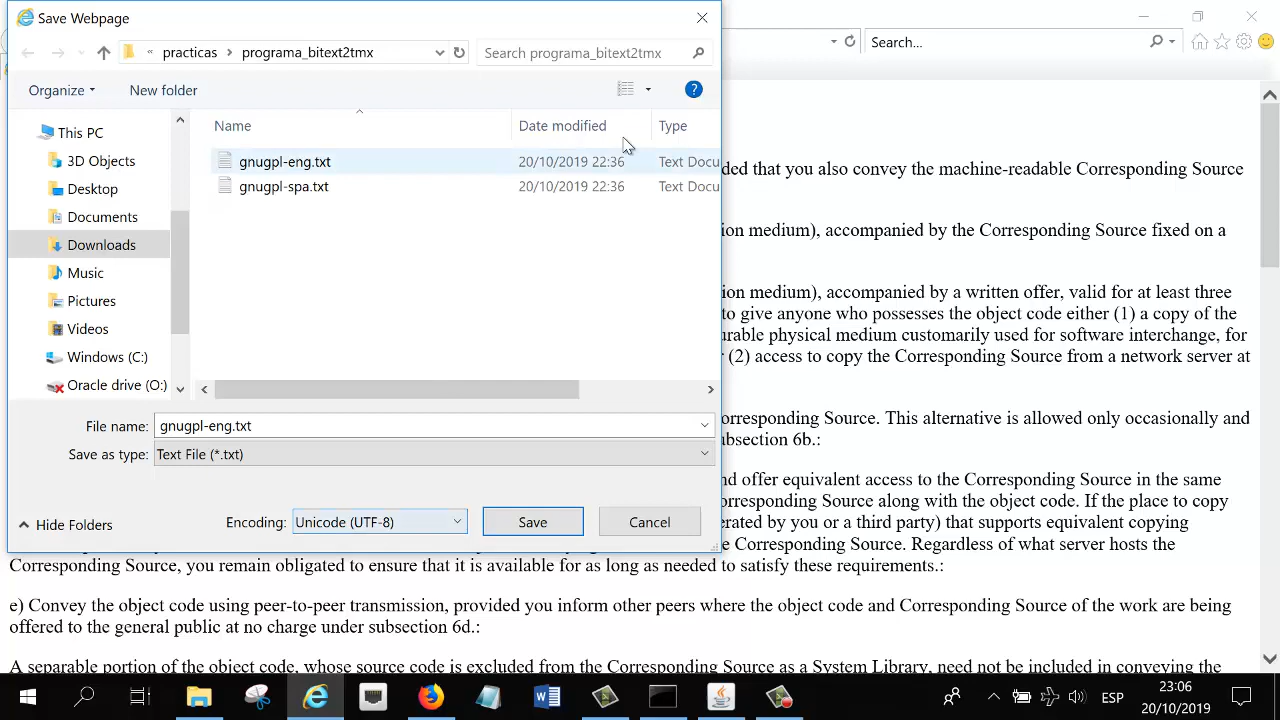 Save Webpage
« practicas > programa_bitext2tmx
Search programa_bitext2tmx
Search...
Organize
New folder
This PC
3D Objects
Desktop
Documents
Downloads
Music
Pictures
Videos
Windows (C:)
Oracle drive (O:)
Name Date modified Type
gnugpl-eng.txt 20/10/2019 22:36 Text Docu
gnugpl-spa.txt 20/10/2019 22:36 Text Docu
File name: gnugpl-eng.txt
Save as type: Text File (*.txt)
Hide Folders
Encoding: Unicode (UTF-8)
Save
Cancel
ded that you also convey the machine-readable Corresponding Source
ion medium), accompanied by the Corresponding Source fixed on a
ion medium), accompanied by a written offer, valid for at least three
to give anyone who possesses the object code either (1) a copy of the
urable physical medium customarily used for software interchange, for
(2) access to copy the Corresponding Source from a network server at
orresponding Source. This alternative is allowed only occasionally and
ubsection 6b.:
nd offer equivalent access to the Corresponding Source in the same
orresponding Source along with the object code. If the place to copy
erated by you or a third party) that supports equivalent copying
e Corresponding Source. Regardless of what server hosts the
Corresponding Source, you remain obligated to ensure that it is available for as long as needed to satisfy these requirements.:
e) Convey the object code using peer-to-peer transmission, provided you inform other peers where the object code and Corresponding Source of the work are being
offered to the general public at no charge under subsection 6d.:
A separable portion of the object code, whose source code is excluded from the Corresponding Source as a System Library, need not be included in conveying the
ESP
23:06
20/10/2019